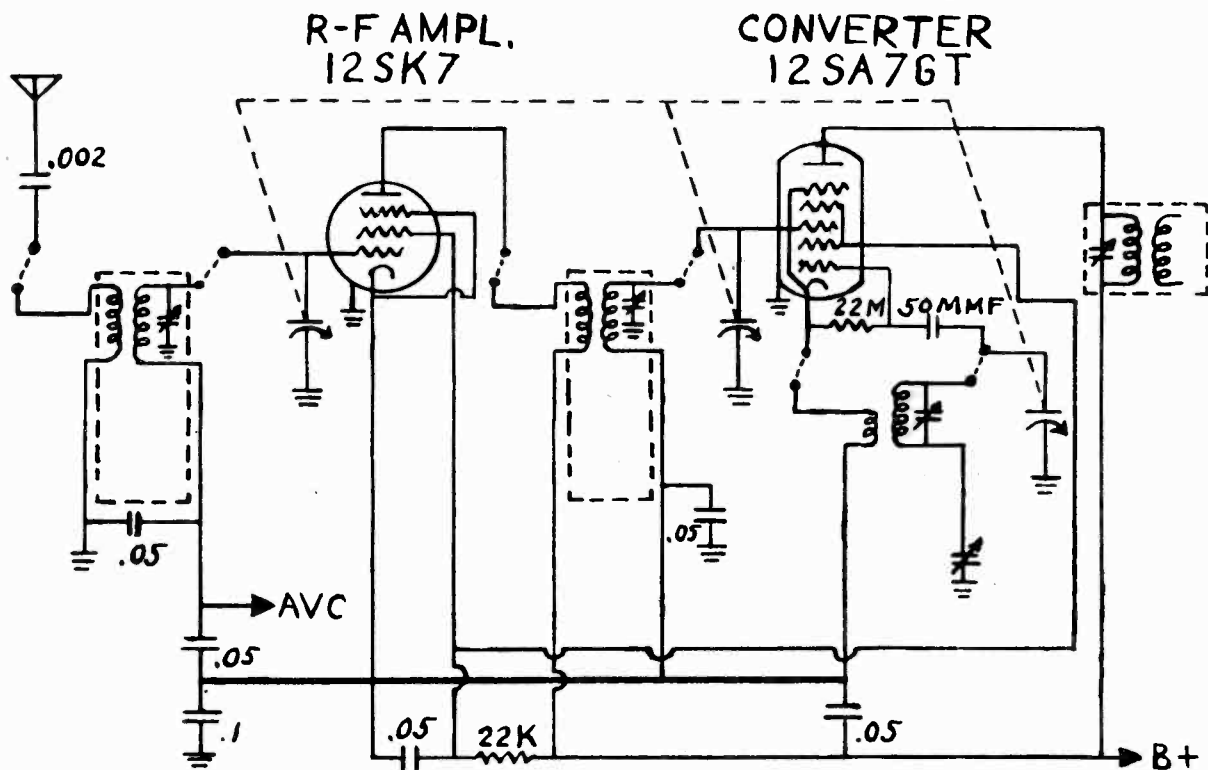 R-F AMPL.
12SK7
CONVERTER
12SA7GT
.002
22M
50MMF
.05
.05
AVC
.05
.1
.05
22K
.05
B+